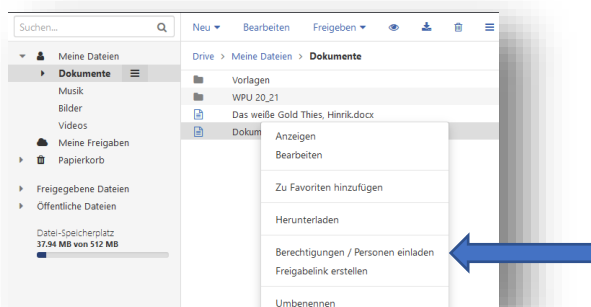 Suchen...
Meine Dateien
Dokumente
Musik
Bilder
Videos
Meine Freigaben
Papierkorb
Freigegebene Dateien
Öffentliche Dateien
Datei-Speicherplatz
37.94 MB von 512 MB
Neu Bearbeiten Freigeben
Drive > Meine Dateien > Dokumente
Vorlagen
WPU 20_21
Das weiße Gold Thies, Hinrik.docx
Dokum
Anzeigen
Bearbeiten
Zu Favoriten hinzufügen
Herunterladen
Berechtigungen / Personen einladen
Freigabelink erstellen
Umbenennen